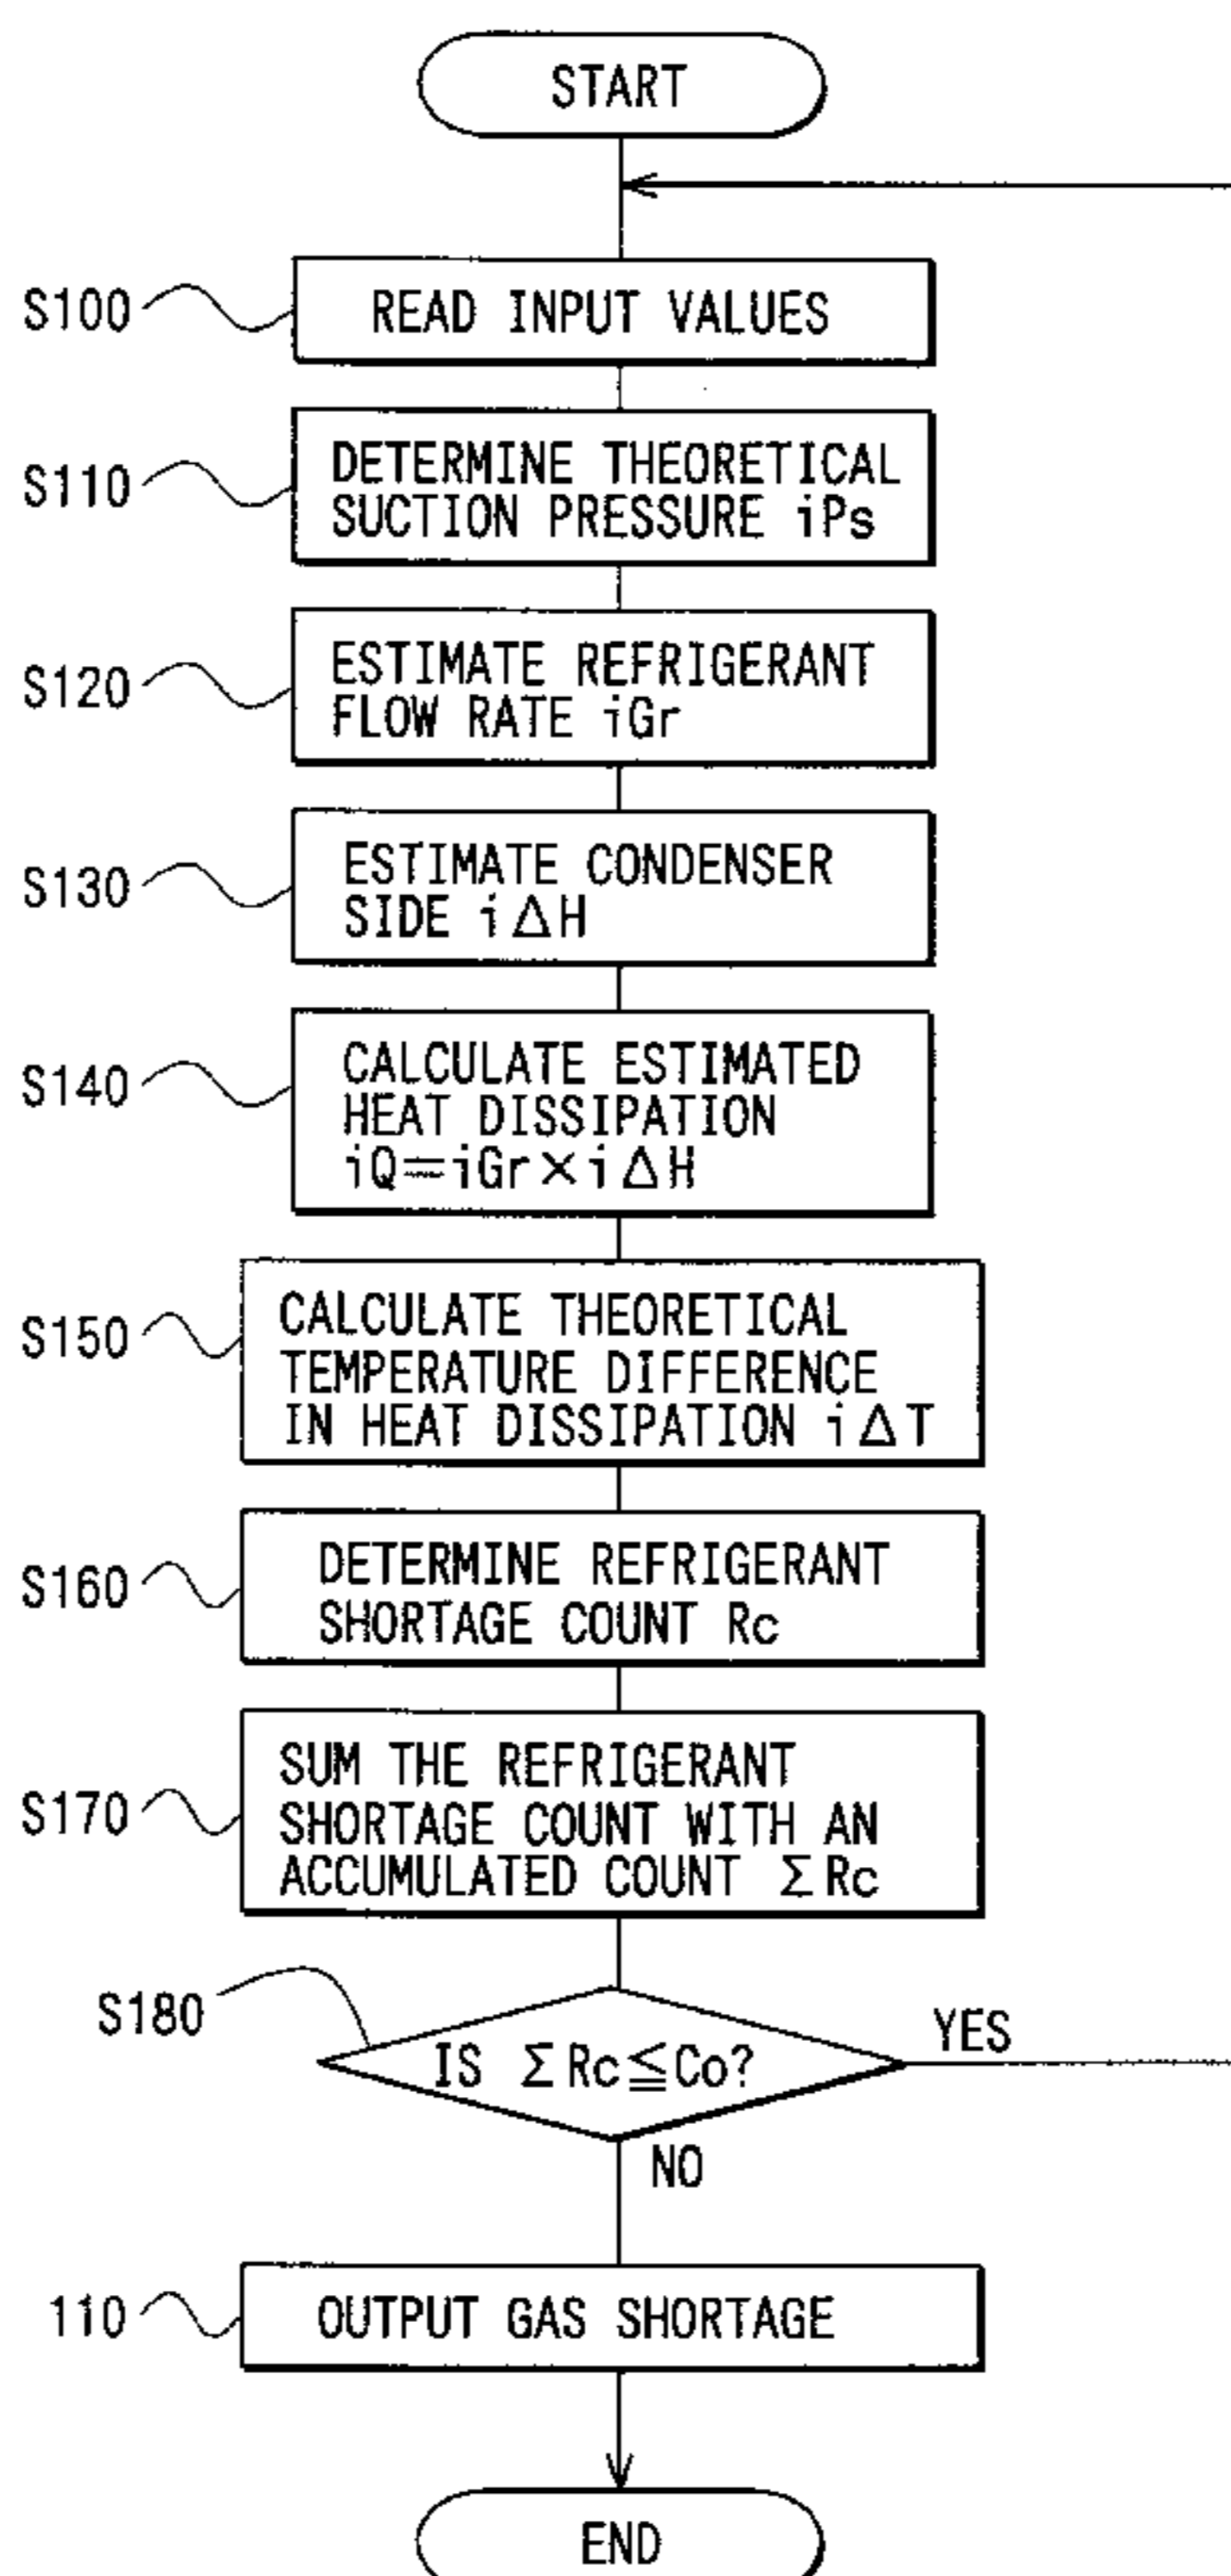 START
S100
READ INPUT VALUES
S110
DETERMINE THEORETICAL
SUCTION PRESSURE iPs
S120
ESTIMATE REFRIGERANT
FLOW RATE iGr
S130
ESTIMATE CONDENSER
SIDE i△H
S140
CALCULATE ESTIMATED
HEAT DISSIPATION
iQ=iGr×i△H
S150
CALCULATE THEORETICAL
TEMPERATURE DIFFERENCE
IN HEAT DISSIPATION i△T
S160
DETERMINE REFRIGERANT
SHORTAGE COUNT Rc
S170
SUM THE REFRIGERANT
SHORTAGE COUNT WITH AN
ACCUMULATED COUNT ΣRc
S180
IS ΣRc≦Co?
YES
NO
110
OUTPUT GAS SHORTAGE
END